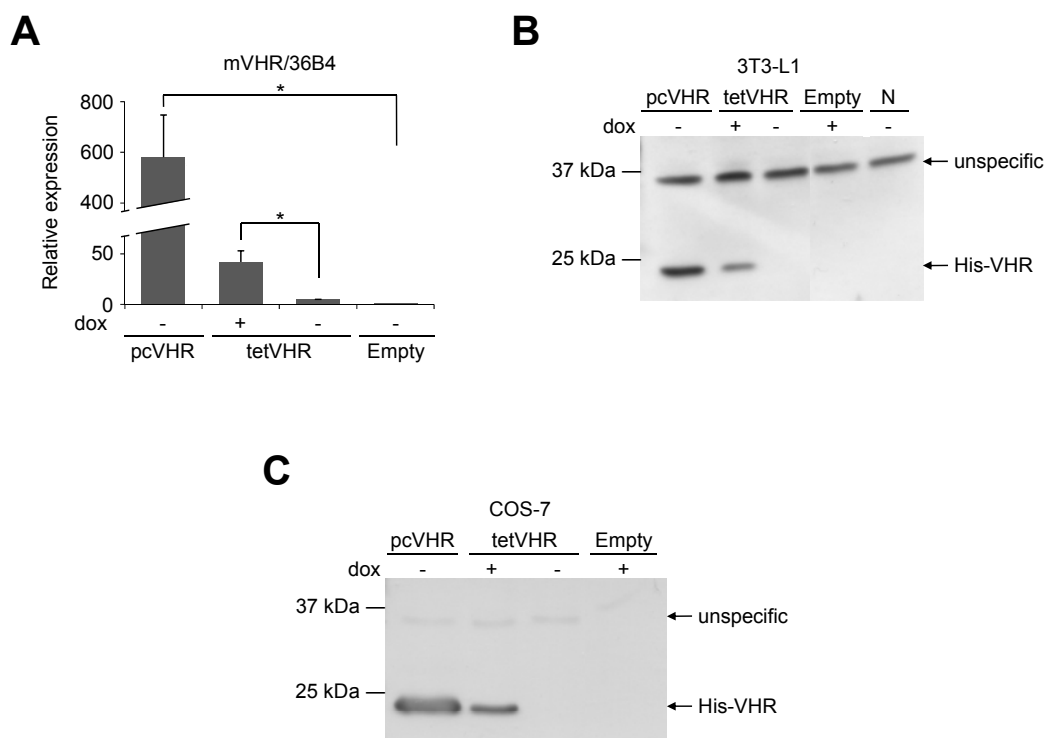 A
mVHR/36B4
Relative expression
800
600
400
50
0
*
*
dox - + - -
pcVHR tetVHR Empty
B
3T3-L1
pcVHR tetVHR Empty N
dox - + - + -
37 kDa
unspecific
25 kDa
His-VHR
C
COS-7
pcVHR tetVHR Empty
dox - + - +
37 kDa
unspecific
25 kDa
His-VHR